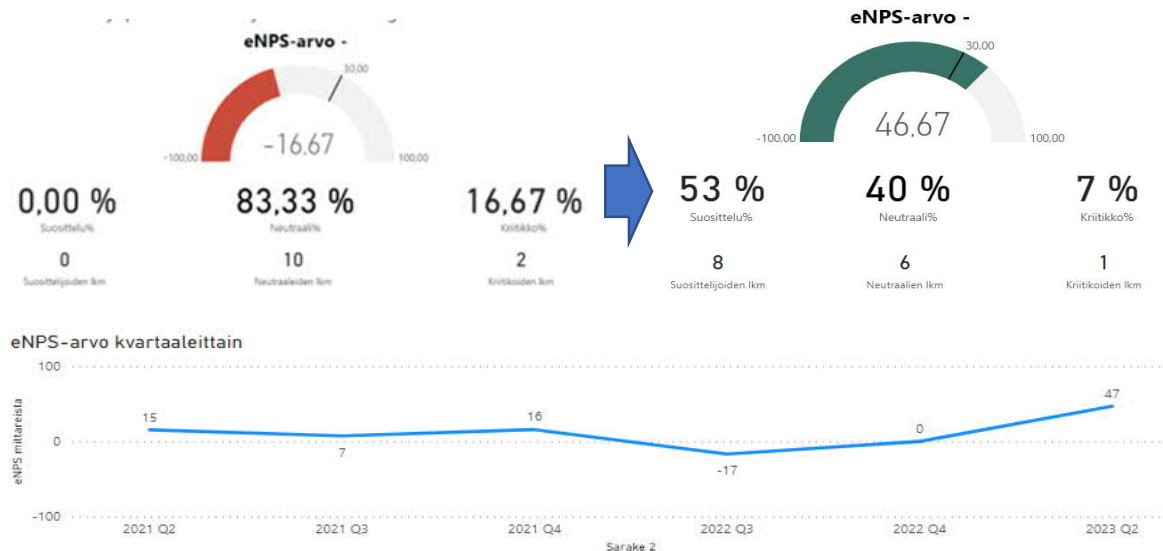 eNPS-arvo -
30,00
-16,67
-100,00
100,00
0,00 %
83,33 %
16,67 %
Suosittelu%
Neutraali%
Kriitikko%
0
10
2
Suosittelijoiden lkm
Neutraaleiden lkm
Kriitikoiden lkm
eNPS-arvo -
30,00
46,67
-100,00
100,00
53 %
40 %
7 %
Suosittelu%
Neutraali%
Kriitikko%
8
6
1
Suosittelijoiden lkm
Neutraalien lkm
Kriitikoiden lkm
eNPS-arvo kvartaaleittain
eNPS mittareista
100
0
-100
15
7
16
-17
0
47
2021 Q2
2021 Q3
2021 Q4
2022 Q3
2022 Q4
2023 Q2
Sarake 2